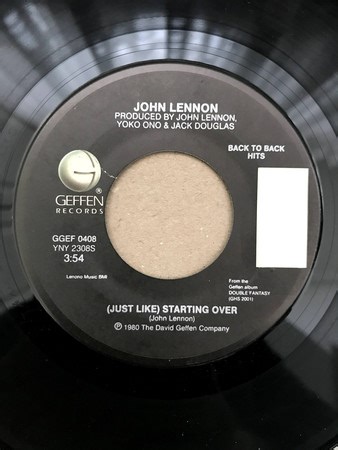 JOHN LENNON
PRODUCED BY JOHN LENNON,
YOKO ONO & JACK DOUGLAS
BACK TO BACK
HITS
GEFFEN
RECORDS
®
GGEF 0408
YNY 2308S
3:54
Lenono Music BMI
From the
Geffen album
DOUBLE FANTASY
(GHS 2001)
(JUST LIKE) STARTING OVER
(John Lennon)
℗ 1980 The David Geffen Company